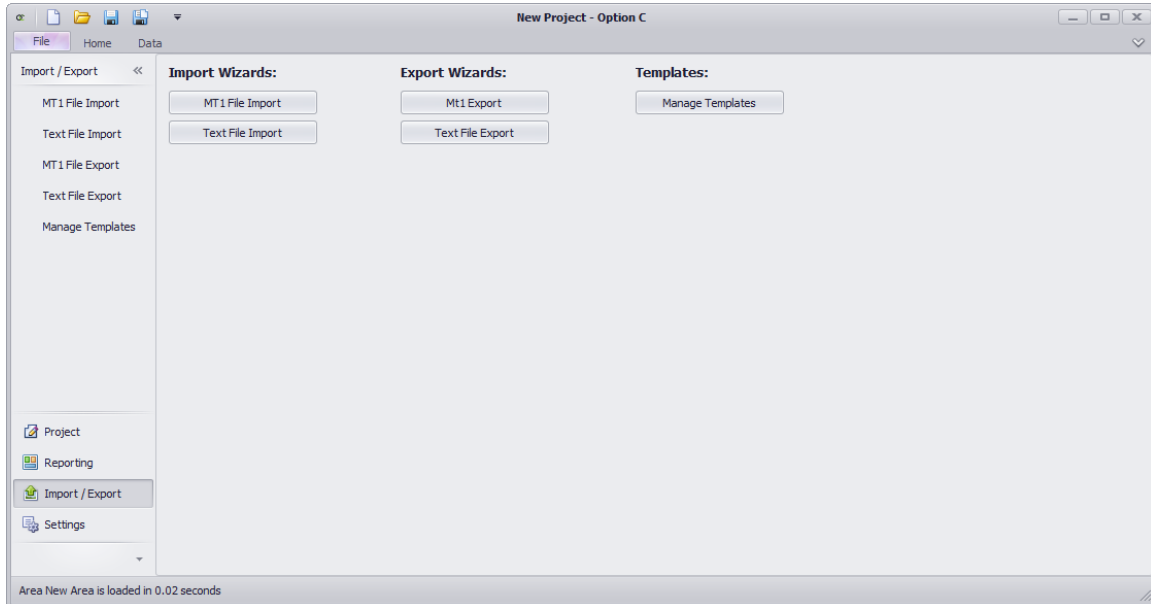 New Project - Option C
File Home Data
Import / Export
MT1 File Import
Text File Import
MT1 File Export
Text File Export
Manage Templates
Project
Reporting
Import / Export
Settings
Import Wizards: Export Wizards: Templates:
MT1 File Import Mt1 Export Manage Templates
Text File Import Text File Export
Area New Area is loaded in 0.02 seconds